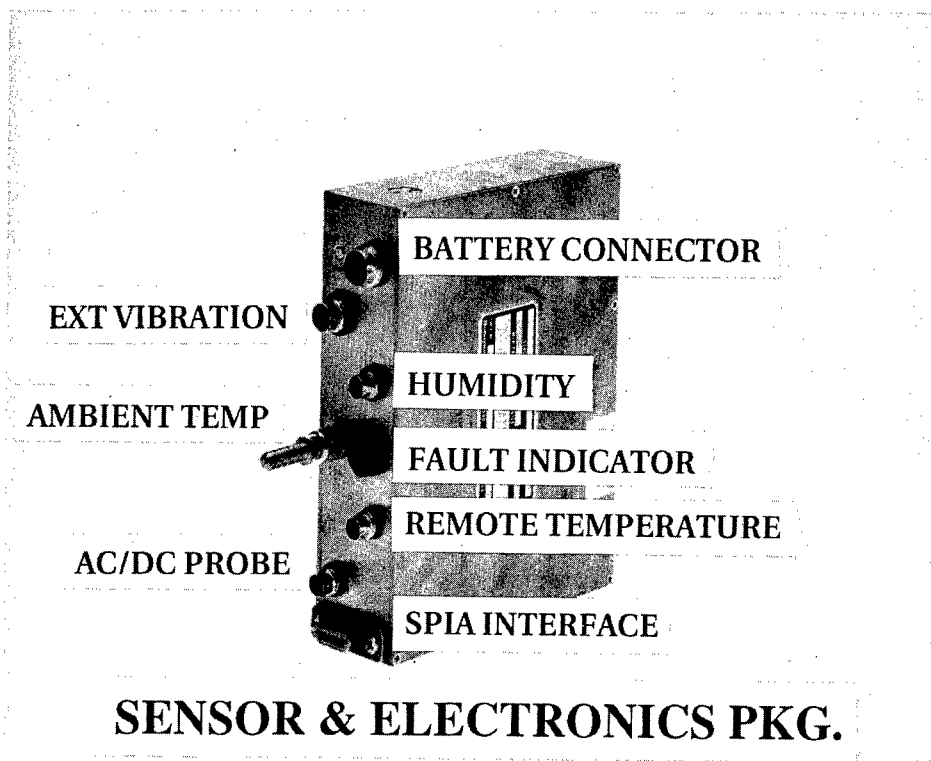 BATTERY CONNECTOR
EXT VIBRATION
HUMIDITY
AMBIENT TEMP
FAULT INDICATOR
REMOTE TEMPERATURE
AC/DC PROBE
SPIA INTERFACE
SENSOR & ELECTRONICS PKG.